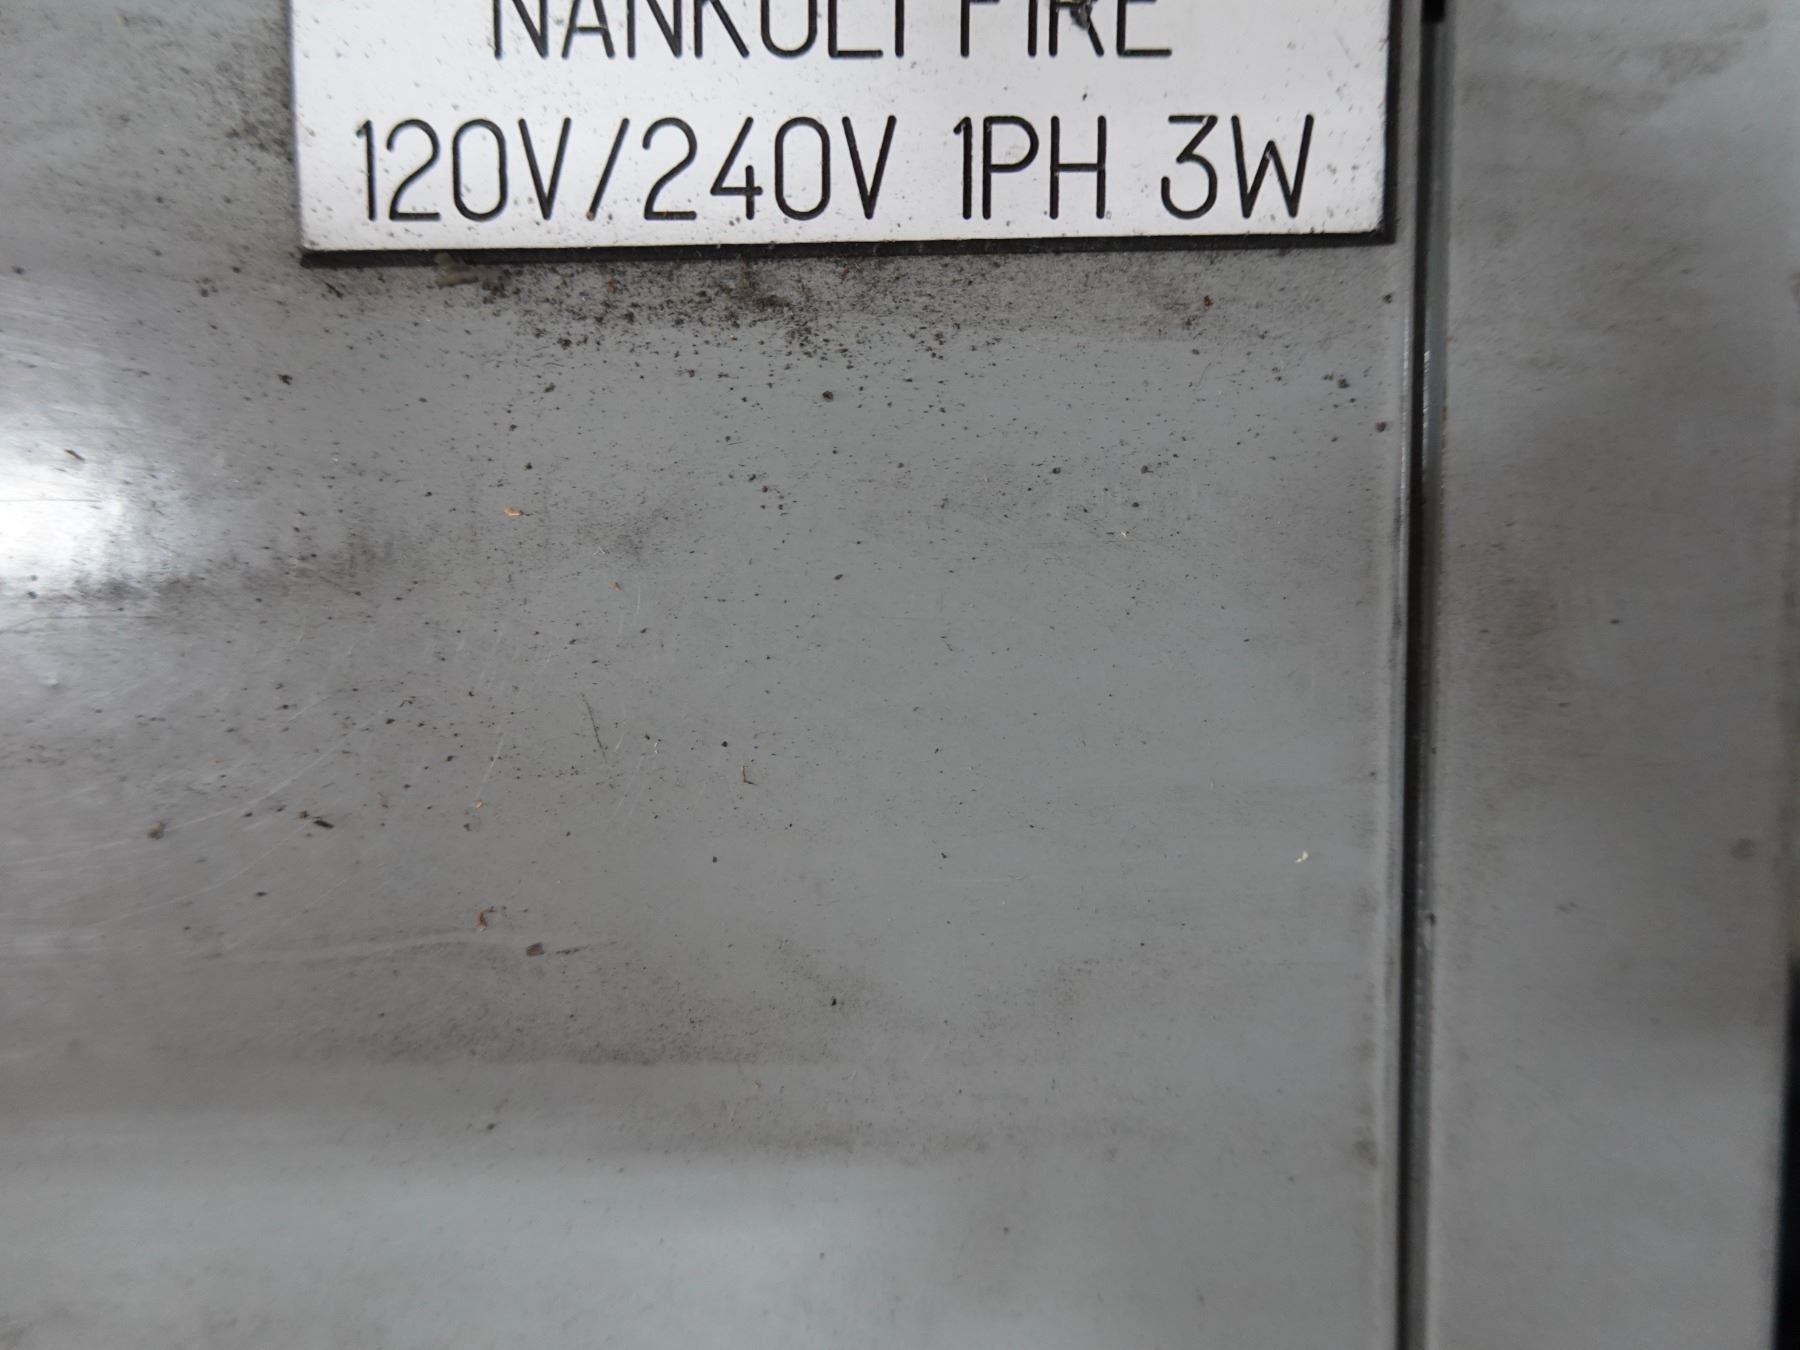 NANKULI FIRE
120V/240V 1PH 3W